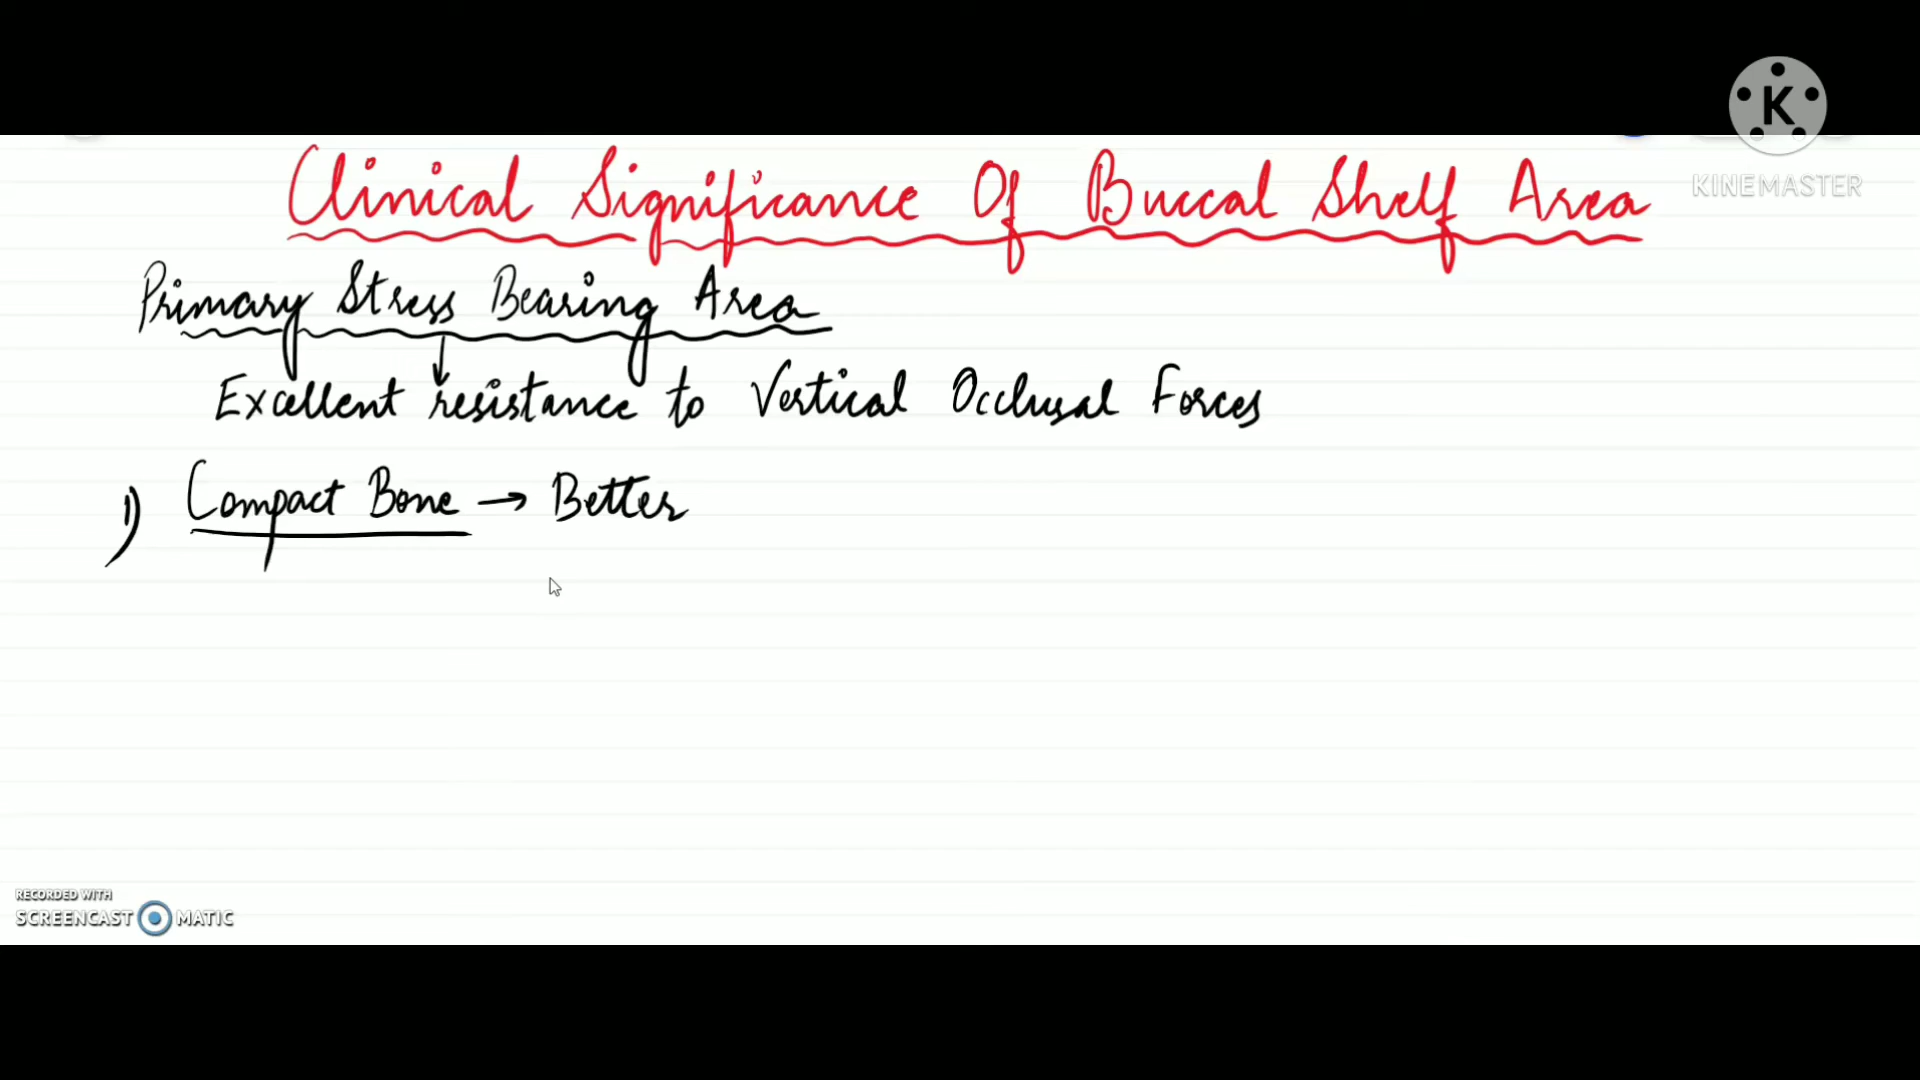 K
KINEMASTER
Clinical Significance Of Buccal Shelf Area
Primary Stress Bearing Area
↓
Excellent resistance to Vertical Occlusal Forces
1) Compact Bone → Better
RECORDED WITH
SCREENCAST MATIC